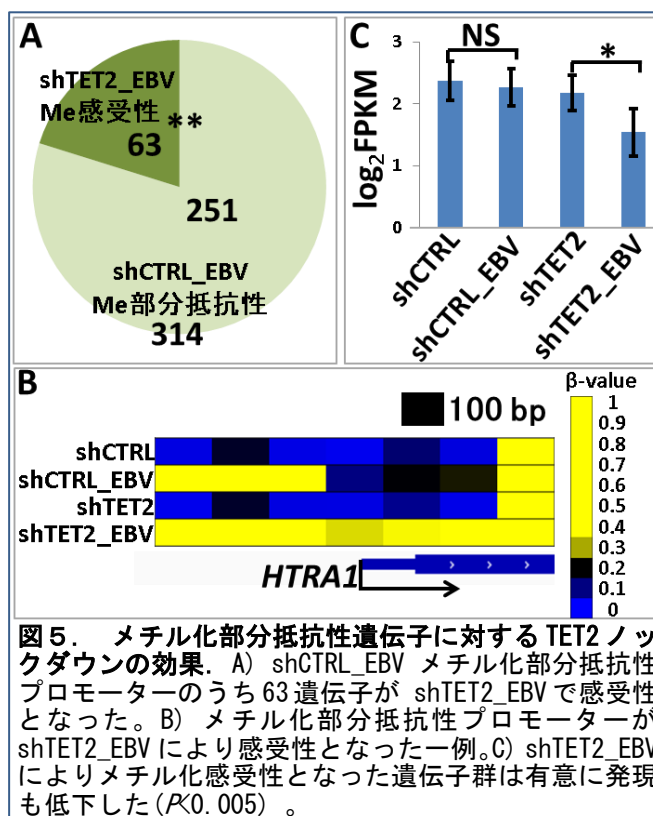 A
shTET2_EBV
Me感受性
**
63
251
shCTRL_EBV
Me部分抵抗性
314
C
NS
*
3
2
1
0
log2FPKM
shCTRL
shCTRL_EBV
shTET2
shTET2_EBV
B
100 bp
β-value
1
0.9
0.8
0.7
0.6
0.5
0.4
0.3
0.2
0.1
0
shCTRL
shCTRL_EBV
shTET2
shTET2_EBV
HTRA1
図5. メチル化部分抵抗性遺伝子に対するTET2ノッ
クダウンの効果. A) shCTRL_EBV メチル化部分抵抗性
プロモーターのうち63遺伝子が shTET2_EBVで感受性
となった。B) メチル化部分抵抗性プロモーターが
shTET2_EBVにより感受性となった一例。C) shTET2_EBV
によりメチル化感受性となった遺伝子群は有意に発現
も低下した(P<0.005) 。